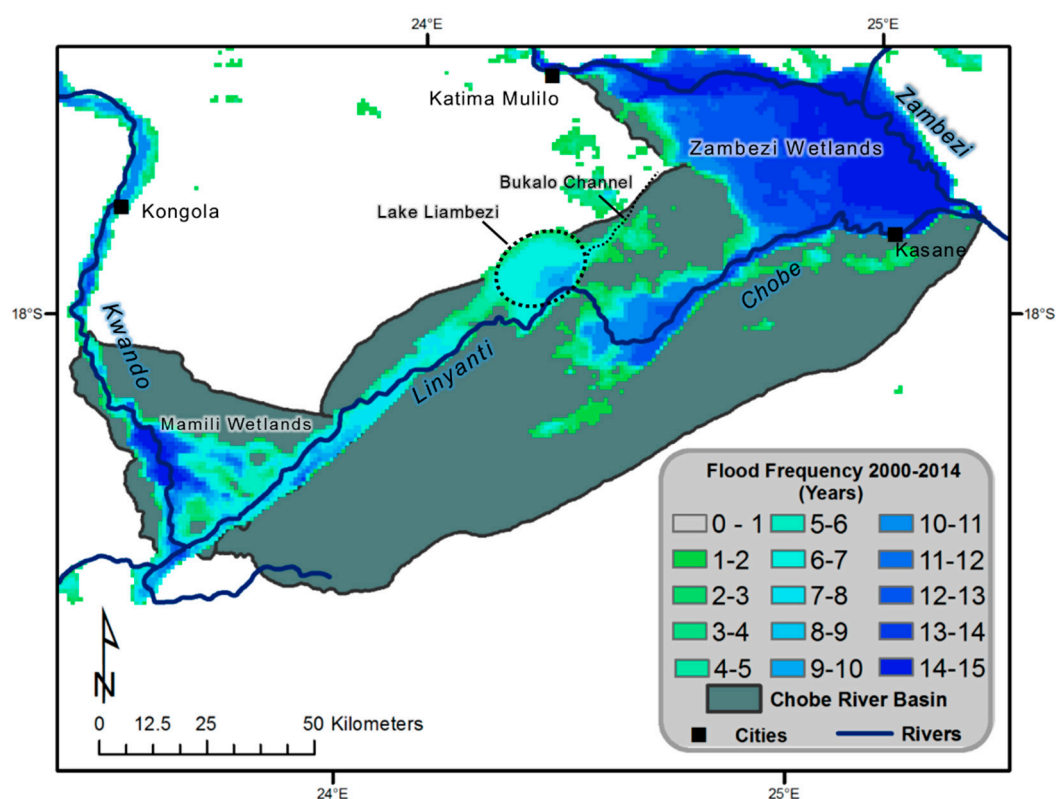 24°E
25°E
Katima Mulilo
Zambezi
Zambezi Wetlands
Bukalo Channel
Kongola
Lake Liambezi
Kasane
Chobe
18°S
18°S
Kwando
Linyanti
Mamili Wetlands
Flood Frequency 2000-2014
(Years)
0 - 1
5-6
10-11
1-2
6-7
11-12
2-3
7-8
12-13
3-4
8-9
13-14
4-5
9-10
14-15
Chobe River Basin
Cities
Rivers
N
0 12.5 25 50 Kilometers
24°E
25°E